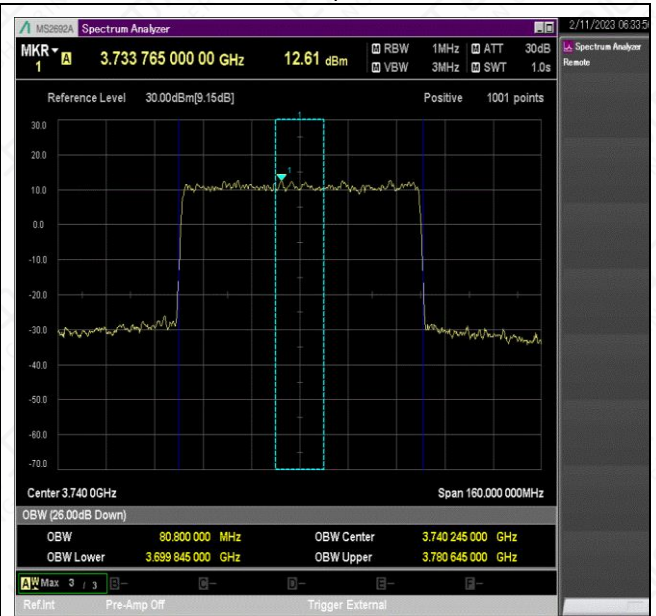 MS2692A Spectrum Analyzer
2/11/2023 06:33:5
MKR A 3.733 765 000 00 GHz 12.61 dBm M RBW 1MHz M ATT 30dB
1 M VBW 3MHz M SWT 1.0s
Spectrum Analyzer
Remote
Reference Level 30.00dBm[9.15dB] Positive 1001 points
1
30.0
20.0
1
10.0
0.0
-10.0
-20.0
-30.0
-40.0
-50.0
-60.0
-70.0
Center 3.740 0GHz Span 160.000 000MHz
OBW (26.00dB Down)
OBW 80.800 000 MHz OBW Center 3.740 245 000 GHz
OBW Lower 3.699 845 000 GHz OBW Upper 3.780 645 000 GHz
A W Max 3 / 3 B- C- D- E- F-
Ref.Int Pre-Amp Off Trigger External